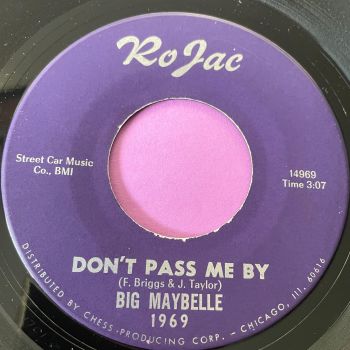 RoJac
Street Car Music
Co., BMI
14969
Time 3:07
DON'T PASS ME BY
(F. Briggs & J. Taylor)
BIG MAYBELLE
1969
DISTRIBUTED BY CHESS PRODUCING CORP. - CHICAGO, Ill. 60616